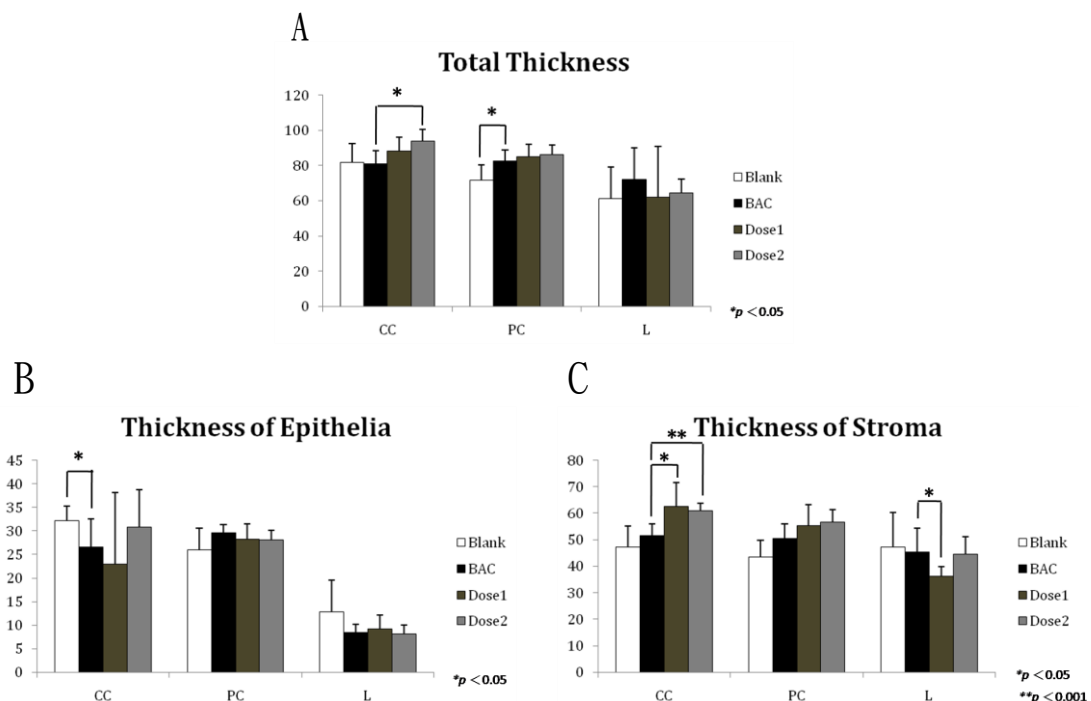 A
Total Thickness
*
*
120
100
80
60
40
20
0
CC
PC
L
Blank
BAC
Dose1
Dose2
*p <0.05
B
Thickness of Epithelia
*
45
40
35
30
25
20
15
10
5
0
CC
PC
L
Blank
BAC
Dose1
Dose2
*p <0.05
C
Thickness of Stroma
**
*
*
80
70
60
50
40
30
20
10
0
CC
PC
L
Blank
BAC
Dose1
Dose2
*p <0.05
**p <0.001